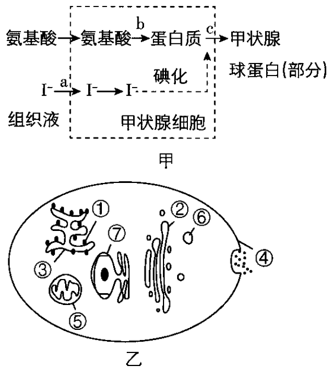 b c
氨基酸 氨基酸 蛋白质 甲状腺
球蛋白(部分)
碘化
I⁻ a I⁻ I⁻
组织液 甲状腺细胞
甲
① ② ⑥
⑦
③ ④
⑤
乙